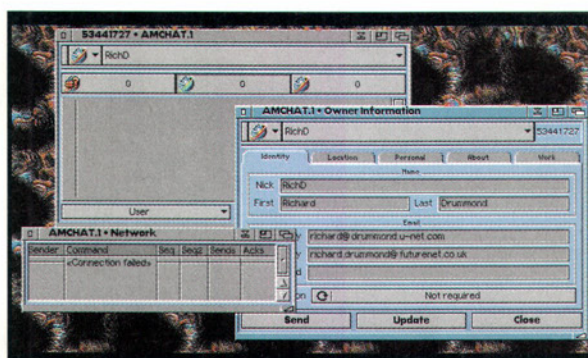 53441727 • AMCHAT.1
RichD
0 0 0
User
AMCHAT.1 • Owner Information
RichD 53441727
Identity Location Personal About Work
Name
Nick RichD
First Richard Last Drummond
Email
richard@drummond.u-net.com
richard.drummond@futurenet.co.uk
Not required
Send Update Close
AMCHAT.1 • Network
Sender Command Seq Seq2 Sends Acks
«Connection failed»